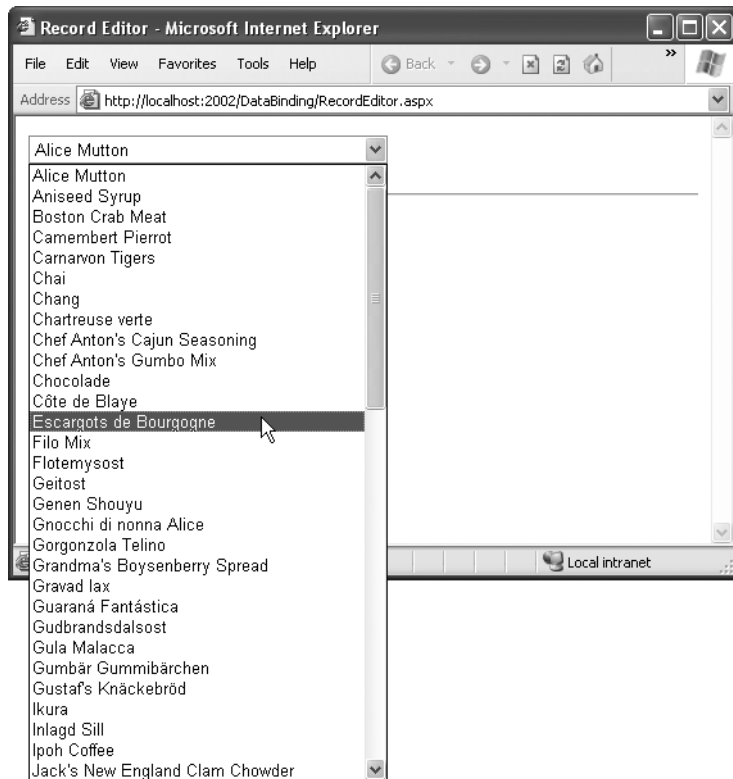 Record Editor - Microsoft Internet Explorer
File Edit View Favorites Tools Help Back »
Address http://localhost:2002/DataBinding/RecordEditor.aspx
Alice Mutton
Alice Mutton
Aniseed Syrup
Boston Crab Meat
Camembert Pierrot
Carnarvon Tigers
Chai
Chang
Chartreuse verte
Chef Anton's Cajun Seasoning
Chef Anton's Gumbo Mix
Chocolade
Côte de Blaye
Escargots de Bourgogne
Filo Mix
Flotemysost
Geitost
Genen Shouyu
Gnocchi di nonna Alice
Gorgonzola Telino
Grandma's Boysenberry Spread
Local intranet
Gravad lax
Guaraná Fantástica
Gudbrandsdalsost
Gula Malacca
Gumbär Gummibärchen
Gustaf's Knäckebröd
Ikura
Inlagd Sill
Ipoh Coffee
Jack's New England Clam Chowder